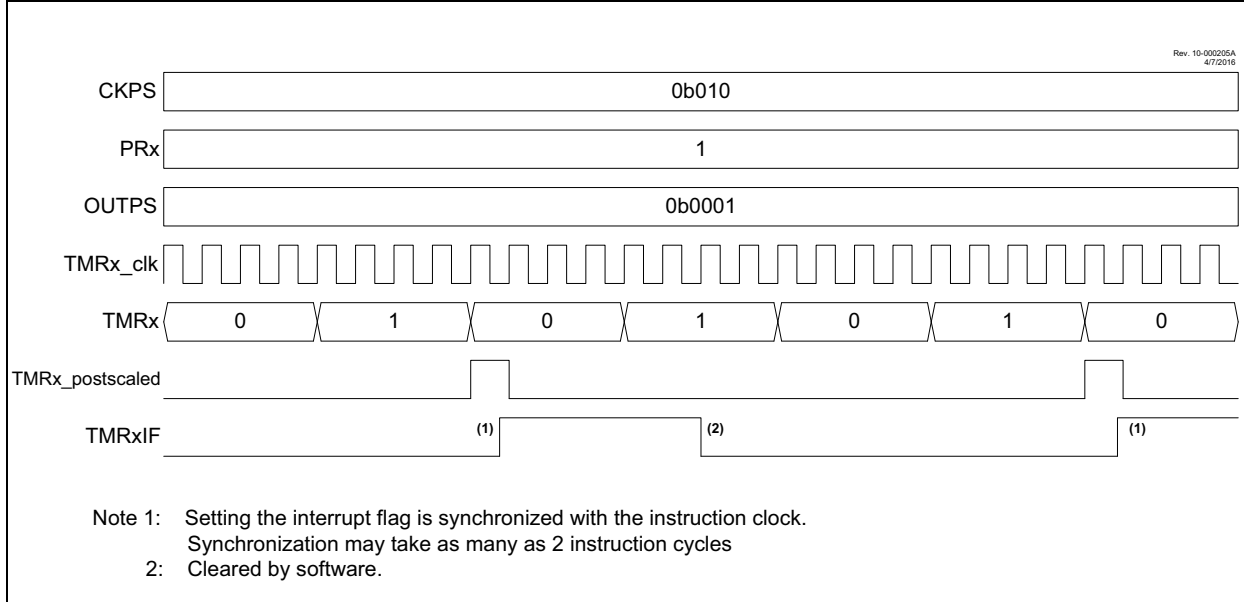 Rev. 10-000205A
4/7/2016
CKPS 0b010
PRx 1
OUTPS 0b0001
TMRx_clk
TMRx 0 1 0 1 0 1 0
TMRx_postscaled
TMRxIF (1) (2) (1)
Note 1: Setting the interrupt flag is synchronized with the instruction clock.
Synchronization may take as many as 2 instruction cycles
2: Cleared by software.